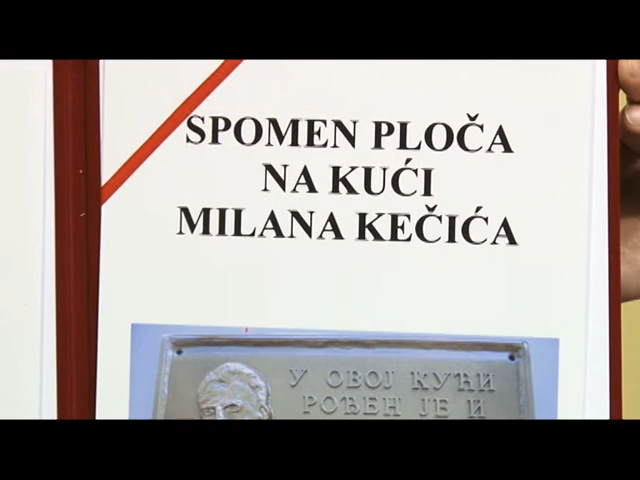 SPOMEN PLOČA
NA KUĆI
MILANA KEČIĆA
У ОВОЈ КУЋИ
РОЂЕН ЈЕ И